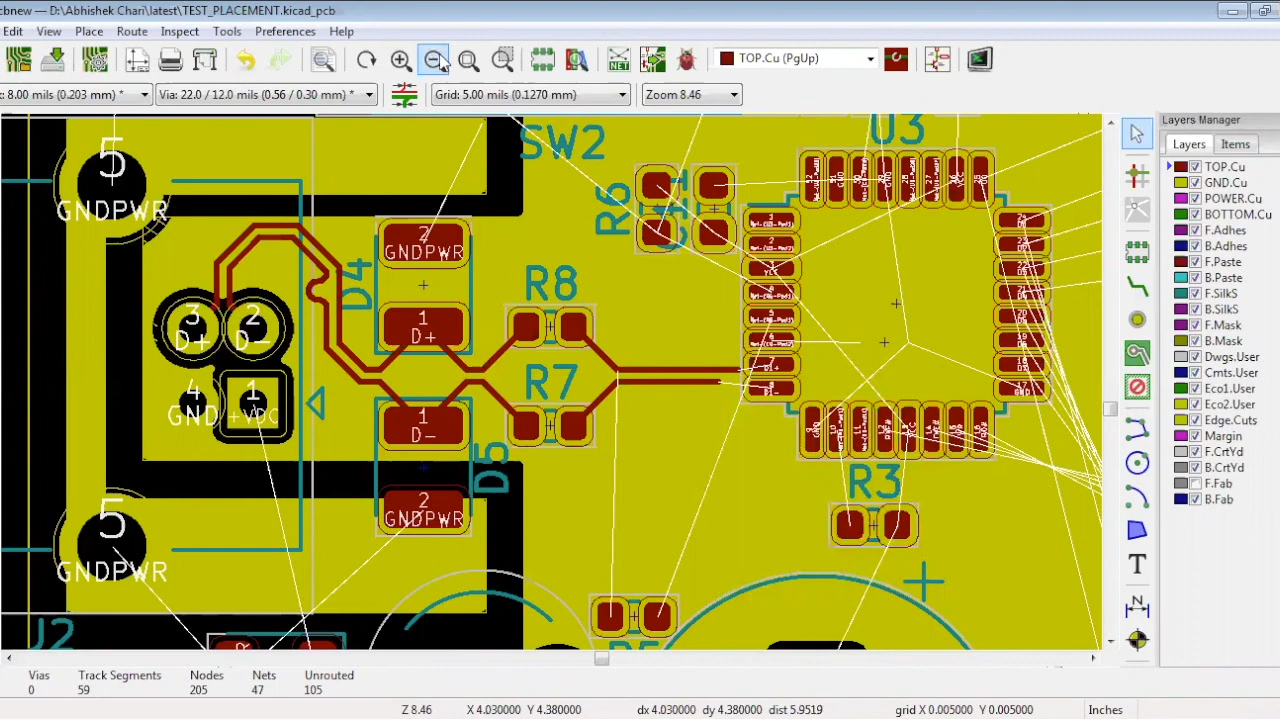 cbnew — D:\Abhishek Chari\latest\TEST_PLACEMENT.kicad_pcb
Edit View Place Route Inspect Tools Preferences Help
NET
TOP.Cu (PgUp)
: 8.00 mils (0.203 mm) * Via: 22.0 / 12.0 mils (0.56 / 0.30 mm) * Grid: 5.00 mils (0.1270 mm) Zoom 8.46
Layers Manager
Layers Items
TOP.Cu
GND.Cu
POWER.Cu
BOTTOM.Cu
F.Adhes
B.Adhes
F.Paste
B.Paste
F.SilkS
B.SilkS
F.Mask
B.Mask
Dwgs.User
Cmts.User
Eco1.User
Eco2.User
Edge.Cuts
Margin
F.CrtYd
B.CrtYd
F.Fab
B.Fab
SW2
U3
5
GNDPWR
R6
2
GNDPWR
D4
R8
1
D+
3
D+
2
D-
R7
4
GND
1
+VDC
1
D-
D5
2
GNDPWR
R3
5
GNDPWR
J2
T
N
Vias
0
Track Segments
59
Nodes
205
Nets
47
Unrouted
105
Z 8.46 X 4.030000 Y 4.380000 dx 4.030000 dy 4.380000 dist 5.9519 grid X 0.005000 Y 0.005000 Inches